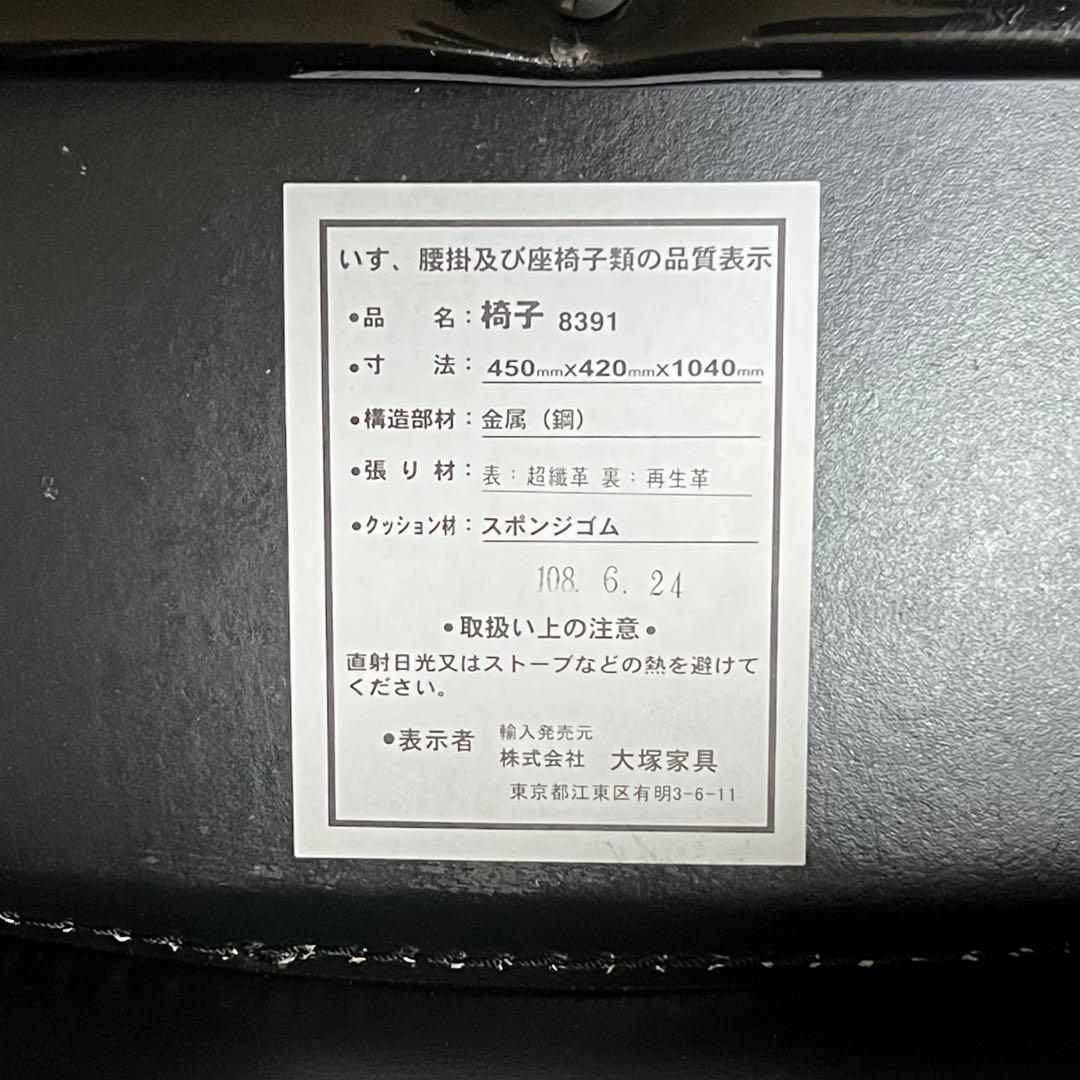 いす、腰掛及び座椅子類の品質表示
●品　　名：椅子 8391
●寸　　法：450mmX420mmX1040mm
●構造部材：金属（鋼）
●張 り 材：表：超繊革 裏：再生革
●クッション材：スポンジゴム
108. 6. 24
●取扱い上の注意●
直射日光又はストーブなどの熱を避けて
ください。
●表示者 輸入発売元
株式会社 大塚家具
東京都江東区有明3-6-11